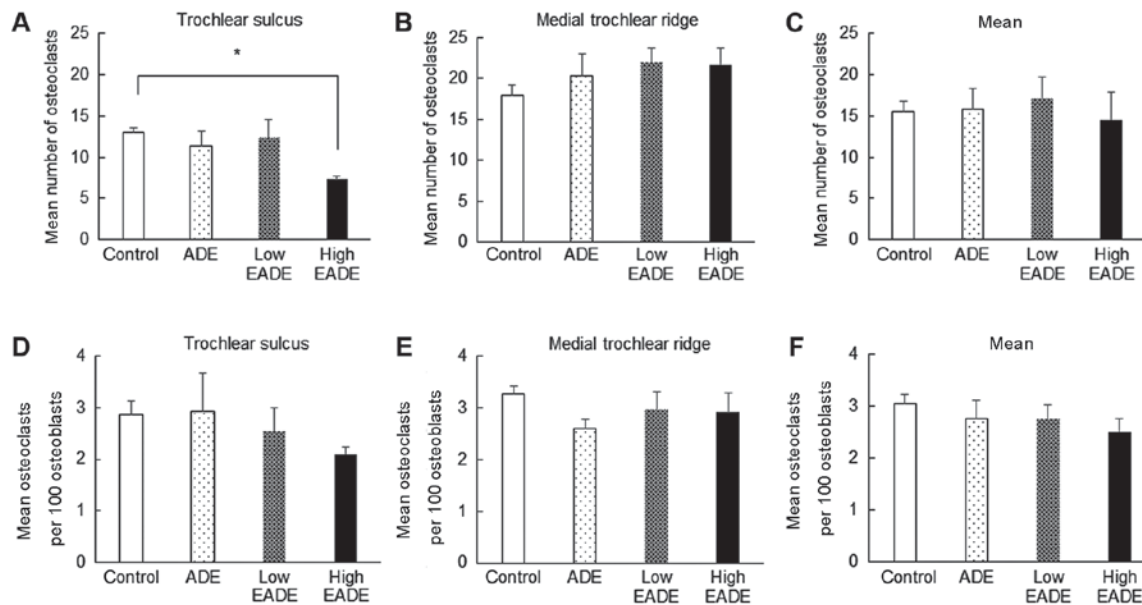 A
Trochlear sulcus
Mean number of osteoclasts
25
20
15
10
5
0
*
Control
ADE
Low
EADE
High
EADE
B
Medial trochlear ridge
Mean number of osteoclasts
25
20
15
10
5
0
Control
ADE
Low
EADE
High
EADE
C
Mean
Mean number of osteoclasts
25
20
15
10
5
0
Control
ADE
Low
EADE
High
EADE
D
Trochlear sulcus
Mean osteoclasts
per 100 osteoblasts
4
3
2
1
0
Control
ADE
Low
EADE
High
EADE
E
Medial trochlear ridge
Mean osteoclasts
per 100 osteoblasts
4
3
2
1
0
Control
ADE
Low
EADE
High
EADE
F
Mean
Mean osteoclasts
per 100 osteoblasts
4
3
2
1
0
Control
ADE
Low
EADE
High
EADE